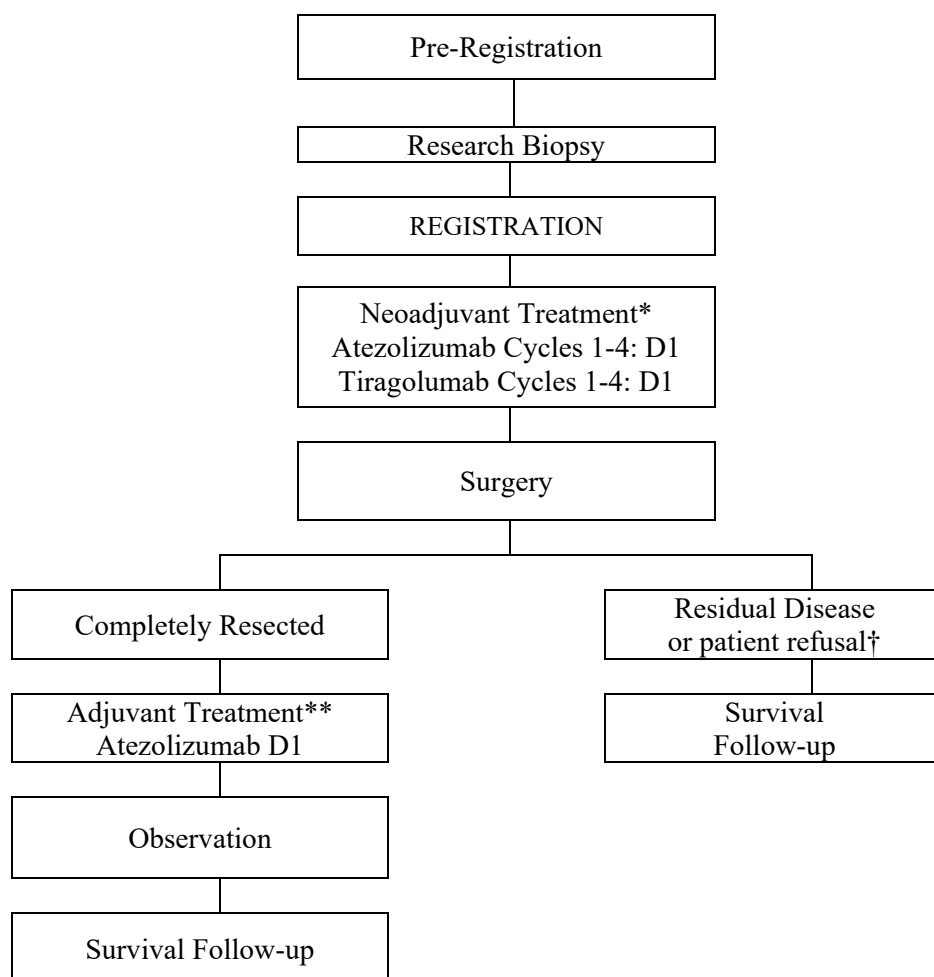 Pre-Registration
Research Biopsy
REGISTRATION
Neoadjuvant Treatment*
Atezolizumab Cycles 1-4: D1
Tiragolumab Cycles 1-4: D1
Surgery
Completely Resected
Residual Disease
or patient refusal†
Adjuvant Treatment**
Atezolizumab D1
Survival
Follow-up
Observation
Survival Follow-up